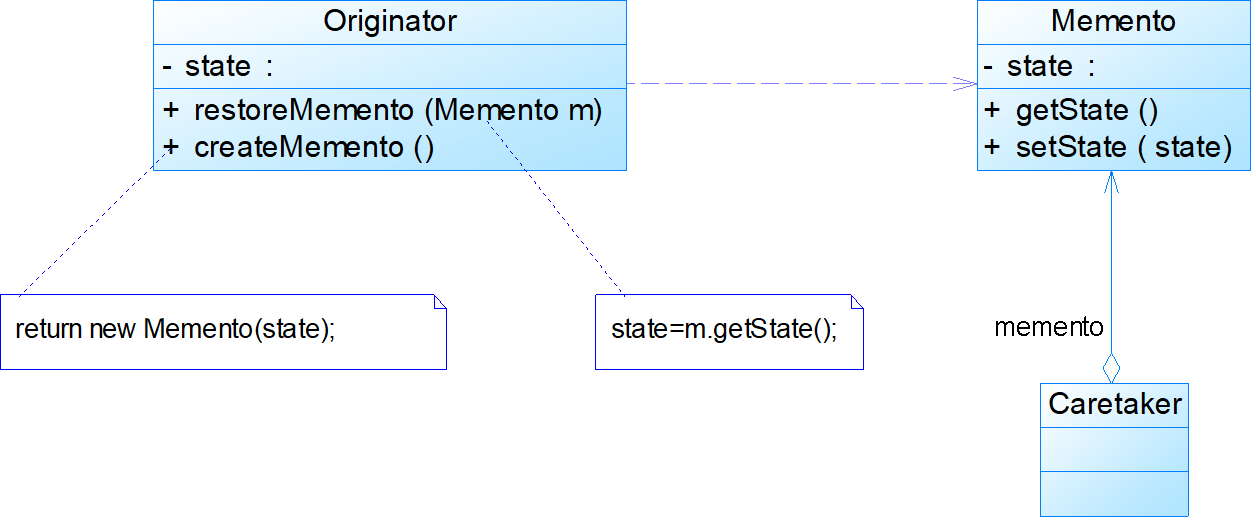 Originator
- state :
+ restoreMemento (Memento m)
+ createMemento ()
Memento
- state :
+ getState ()
+ setState ( state)
return new Memento(state);
state=m.getState();
memento
Caretaker